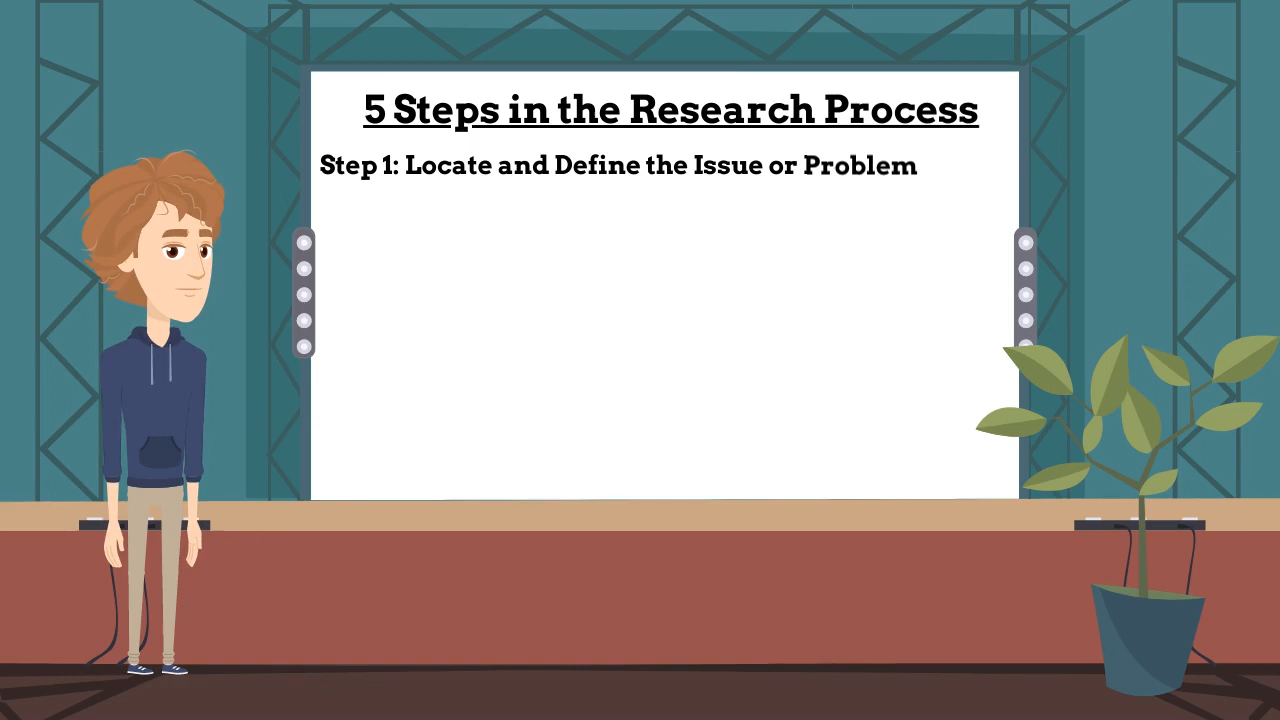 5 Steps in the Research Process
Step 1: Locate and Define the Issue or Problem